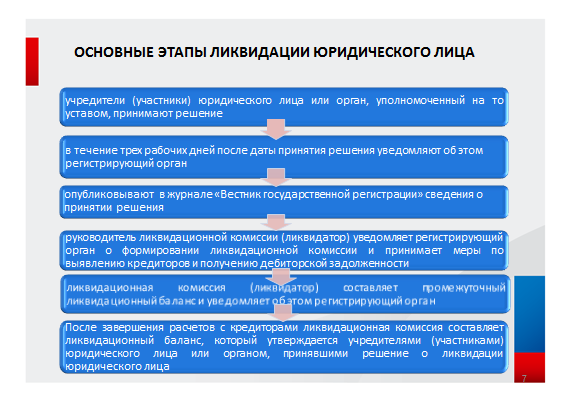 ОСНОВНЫЕ ЭТАПЫ ЛИКВИДАЦИИ ЮРИДИЧЕСКОГО ЛИЦА
учредители (участники) юридического лица или орган, уполномоченный на то
уставом, принимают решение
в течение трех рабочих дней после даты принятия решения уведомляют об этом
регистрирующий орган
опубликовывают в журнале «Вестник государственной регистрации» сведения о
принятии решения
руководитель ликвидационной комиссии (ликвидатор) уведомляет регистрирующий
орган о формировании ликвидационной комиссии и принимает меры по
выявлению кредиторов и получению дебиторской задолженности
ликвидационная комиссия (ликвидатор) составляет промежуточный
ликвидационный баланс и уведомляет об этом регистрирующий орган
После завершения расчетов с кредиторами ликвидационная комиссия составляет
ликвидационный баланс, который утверждается учредителями (участниками)
юридического лица или органом, принявшими решение о ликвидации
юридического лица
7